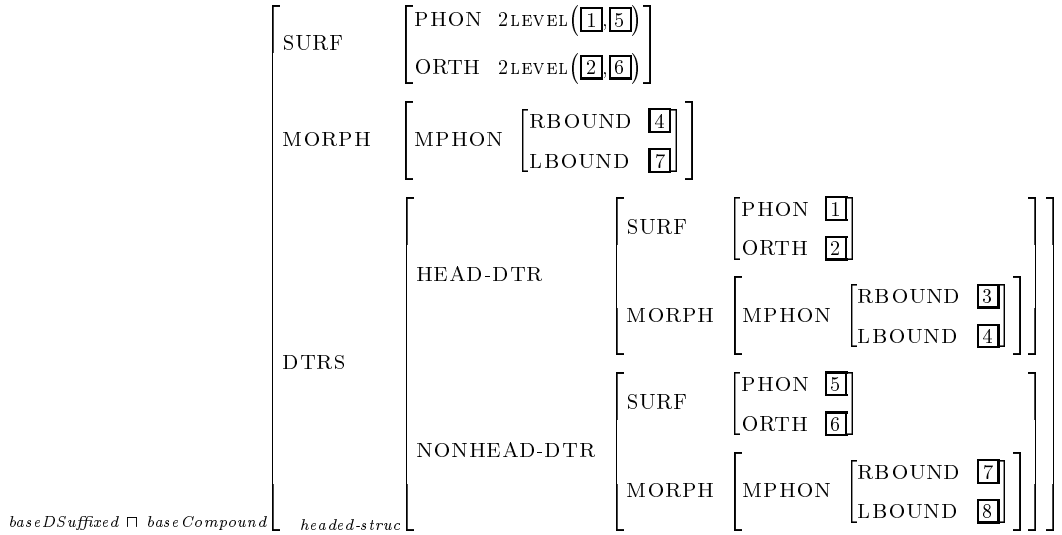 SURF
PHON 2LEVEL(1,5)
ORTH 2LEVEL(2,6)
MORPH MPHON
RBOUND 4
LBOUND 7
DTRS
HEAD-DTR
SURF
PHON 1
ORTH 2
MORPH MPHON
RBOUND 3
LBOUND 4
NONHEAD-DTR
SURF
PHON 5
ORTH 6
MORPH MPHON
RBOUND 7
LBOUND 8
baseDSuffixed ⊓ baseCompound headed-struc